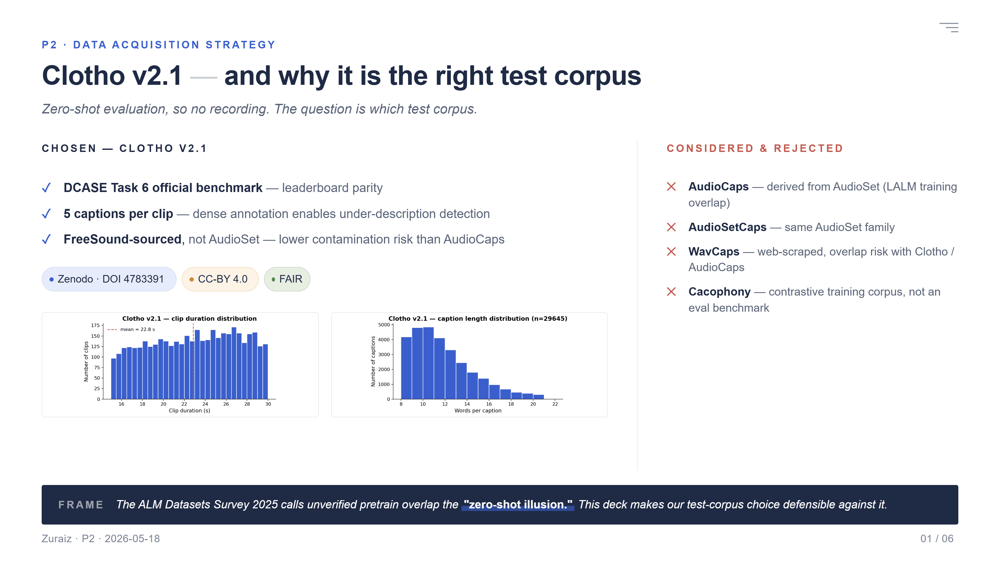 P2 · DATA ACQUISITION STRATEGY
Clotho v2.1 — and why it is the right test corpus
Zero-shot evaluation, so no recording. The question is which test corpus.
CHOSEN — CLOTHO V2.1
✓ DCASE Task 6 official benchmark — leaderboard parity
✓ 5 captions per clip — dense annotation enables under-description detection
✓ FreeSound-sourced, not AudioSet — lower contamination risk than AudioCaps
Zenodo · DOI 4783391
CC-BY 4.0
FAIR
Clotho v2.1 — clip duration distribution
mean = 22.8 s
Number of clips
175
150
125
100
75
50
25
0
16 18 20 22 24 26 28 30
Clip duration (s)
Clotho v2.1 — caption length distribution (n=29645)
Number of captions
5000
4000
3000
2000
1000
0
8 10 12 14 16 18 20 22
Words per caption
CONSIDERED & REJECTED
✕ AudioCaps — derived from AudioSet (LALM training
overlap)
✕ AudioSetCaps — same AudioSet family
✕ WavCaps — web-scraped, overlap risk with Clotho /
AudioCaps
✕ Cacophony — contrastive training corpus, not an
eval benchmark
FRAME The ALM Datasets Survey 2025 calls unverified pretrain overlap the "zero-shot illusion." This deck makes our test-corpus choice defensible against it.
Zuraiz · P2 · 2026-05-18
01 / 06